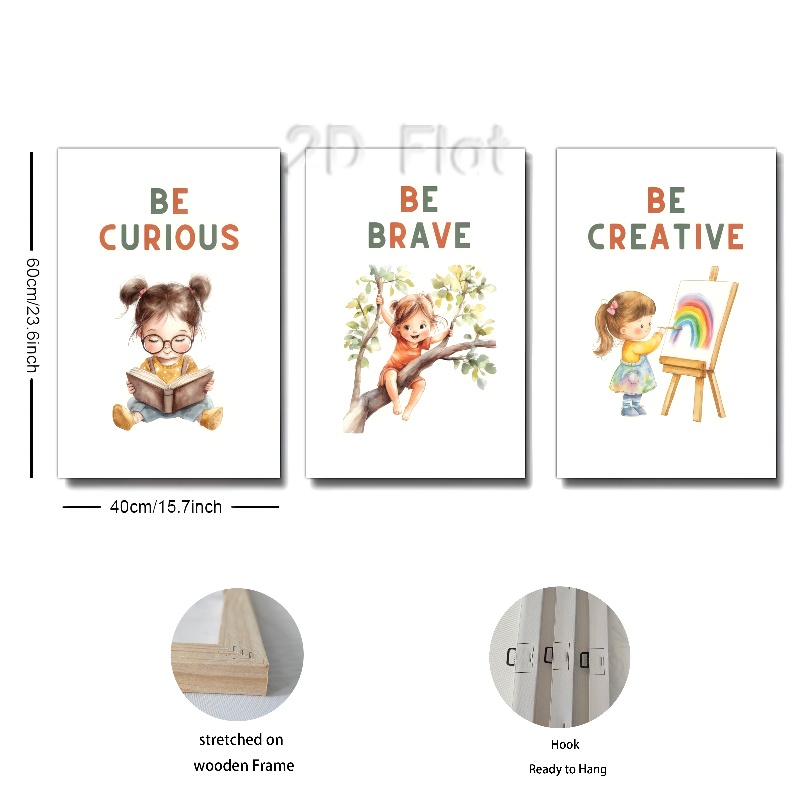 2D Flat
BE
CURIOUS
BE
BRAVE
BE
CREATIVE
60cm/23.6inch
40cm/15.7inch
stretched on
wooden Frame
Hook
Ready to Hang